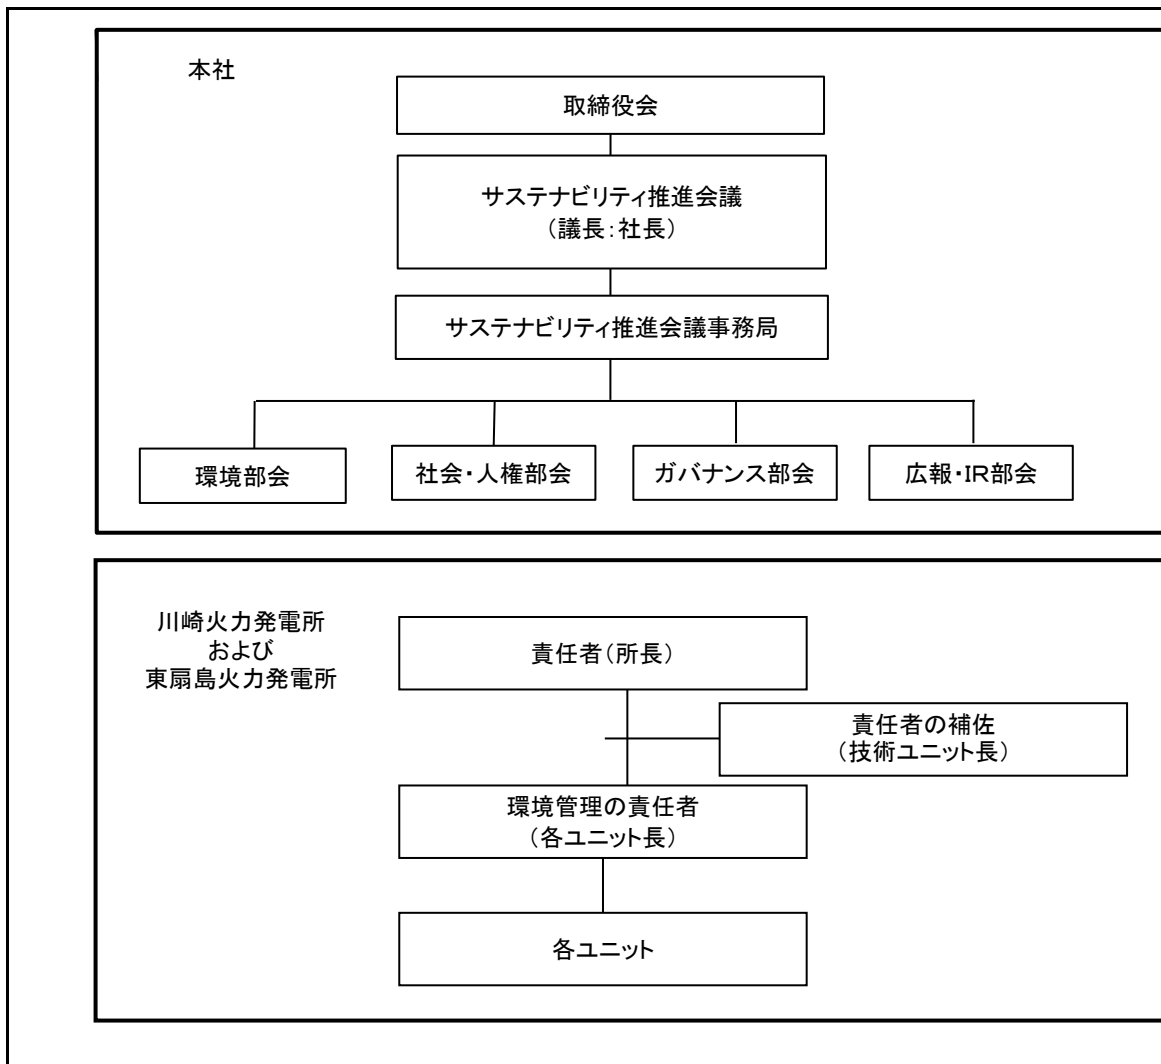 本社
取締役会
サステナビリティ推進会議
（議長：社長）
サステナビリティ推進会議事務局
環境部会
社会・人権部会
ガバナンス部会
広報・IR部会
川崎火力発電所
および
東扇島火力発電所
責任者（所長）
責任者の補佐
（技術ユニット長）
環境管理の責任者
（各ユニット長）
各ユニット